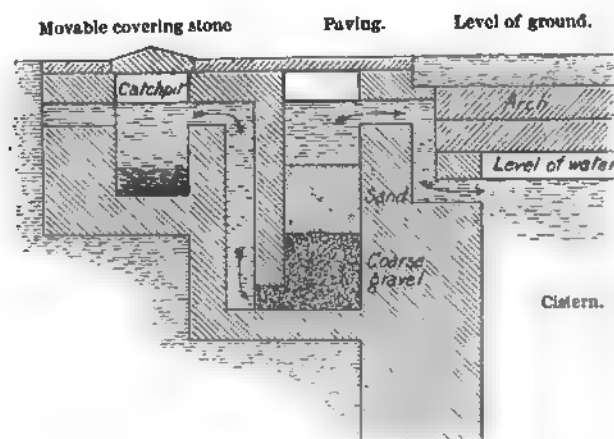 Movable covering stone Paving. Level of ground.
Catchpit
Arch
Level of water
Sand
Coarse
gravel
Cistern.